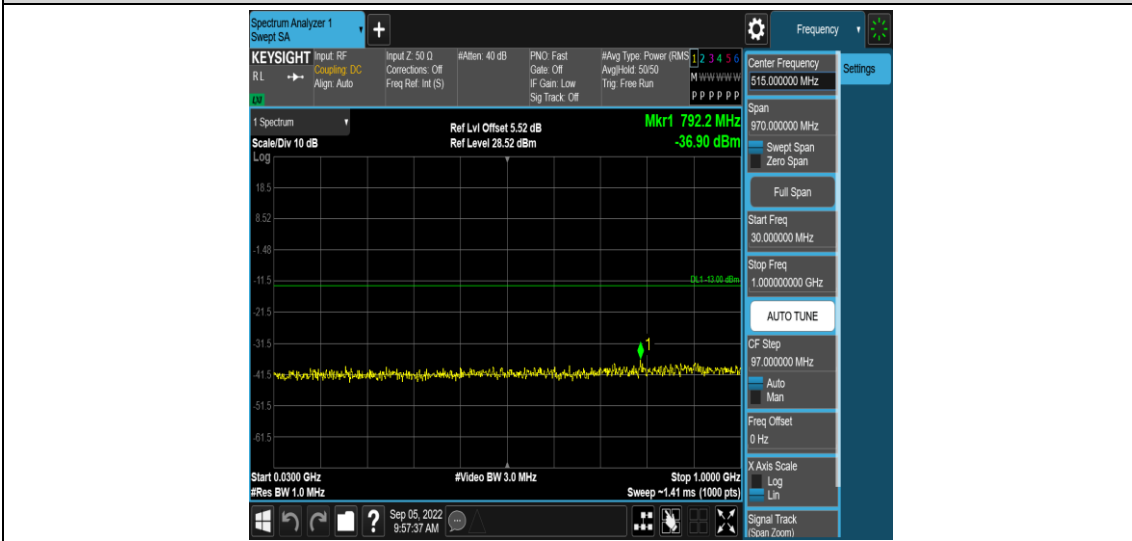 Spectrum Analyzer 1
Swept SA
+
Frequency
KEYSIGHT
RL
LXI
Input: RF
Coupling: DC
Align: Auto
Input Z: 50 Ω
Corrections: Off
Freq Ref: Int (S)
#Atten: 40 dB
PNO: Fast
Gate: Off
IF Gain: Low
Sig Track: Off
#Avg Type: Power (RMS
Avg|Hold: 50/50
Trig: Free Run
1 2 3 4 5 6
M W W W W W
P P P P P P
1 Spectrum
Scale/Div 10 dB
Log
Ref Lvl Offset 5.52 dB
Ref Level 28.52 dBm
Mkr1 792.2 MHz
-36.90 dBm
18.5
8.52
-1.48
-11.5
DL1 -13.00 dBm
-21.5
-31.5
1
-41.5
-51.5
-61.5
Start 0.0300 GHz
#Video BW 3.0 MHz
Stop 1.0000 GHz
#Res BW 1.0 MHz
Sweep ~1.41 ms (1000 pts)
?
Sep 05, 2022
9:57:37 AM
Center Frequency
515.000000 MHz
Settings
Span
970.000000 MHz
Swept Span
Zero Span
Full Span
Start Freq
30.000000 MHz
Stop Freq
1.000000000 GHz
AUTO TUNE
CF Step
97.000000 MHz
Auto
Man
Freq Offset
0 Hz
X Axis Scale
Log
Lin
Signal Track
(Span Zoom)